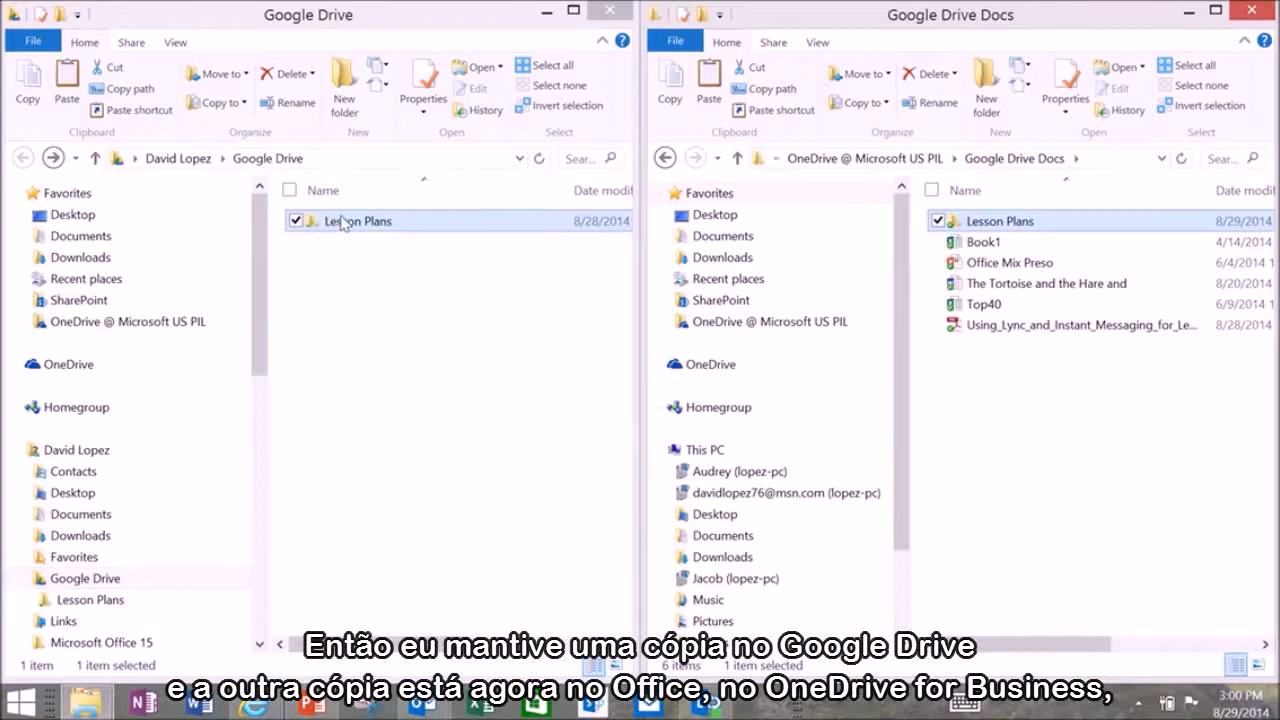 Google Drive
File Home Share View
Copy Paste Cut Copy path Paste shortcut
Move to Copy to Delete Rename
New folder
Properties Open Edit History
Select all Select none Invert selection
Clipboard Organize New Open Select
David Lopez Google Drive Sear...
Favorites
Desktop
Documents
Downloads
Recent places
SharePoint
OneDrive @ Microsoft US PIL
OneDrive
Homegroup
David Lopez
Contacts
Desktop
Documents
Downloads
Favorites
Google Drive
Lesson Plans
Links
Microsoft Office 15
Name Date modif
Lesson Plans 8/28/2014
1 item 1 item selected
Google Drive Docs
File Home Share View
Copy Paste Cut Copy path Paste shortcut
Move to Copy to Delete Rename
New folder
Properties Open Edit History
Select all Select none Invert selection
Clipboard Organize New Open Select
OneDrive @ Microsoft US PIL Google Drive Docs Sear...
Favorites
Desktop
Documents
Downloads
Recent places
SharePoint
OneDrive @ Microsoft US PIL
OneDrive
Homegroup
This PC
Audrey (lopez-pc)
davidlopez76@msn.com (lopez-pc)
Desktop
Documents
Downloads
Jacob (lopez-pc)
Music
Pictures
Name Date modif
Lesson Plans 8/29/2014
Book1 4/14/2014
Office Mix Preso 6/4/2014 1
The Tortoise and the Hare and 8/20/2014
Top40 6/9/2014 1
Using_Lync_and_Instant_Messaging_for_Le... 8/28/2014
6 items 1 item selected
Então eu mantive uma cópia no Google Drive
e a outra cópia está agora no Office, no OneDrive for Business,
3:00 PM
8/29/2014